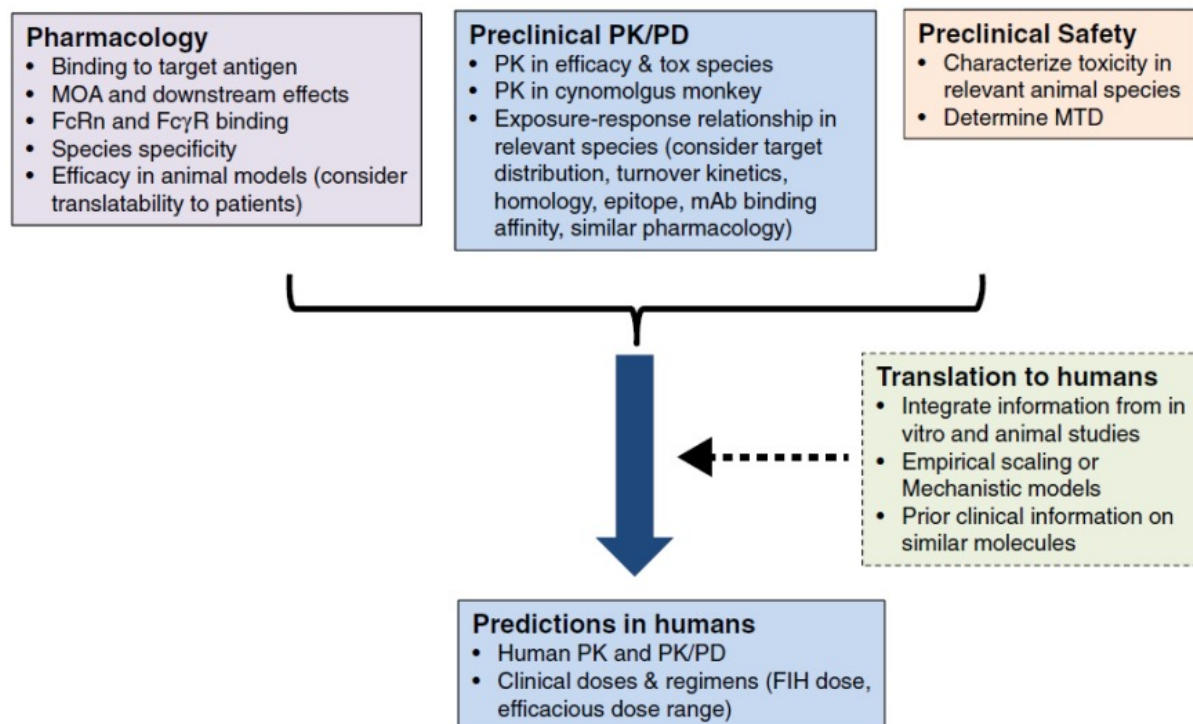 Pharmacology
• Binding to target antigen
• MOA and downstream effects
• FcRn and FcγR binding
• Species specificity
• Efficacy in animal models (consider
translatability to patients)
Preclinical PK/PD
• PK in efficacy & tox species
• PK in cynomolgus monkey
• Exposure-response relationship in
relevant species (consider target
distribution, turnover kinetics,
homology, epitope, mAb binding
affinity, similar pharmacology)
Preclinical Safety
• Characterize toxicity in
relevant animal species
• Determine MTD
Translation to humans
• Integrate information from in
vitro and animal studies
• Empirical scaling or
Mechanistic models
• Prior clinical information on
similar molecules
Predictions in humans
• Human PK and PK/PD
• Clinical doses & regimens (FIH dose,
efficacious dose range)